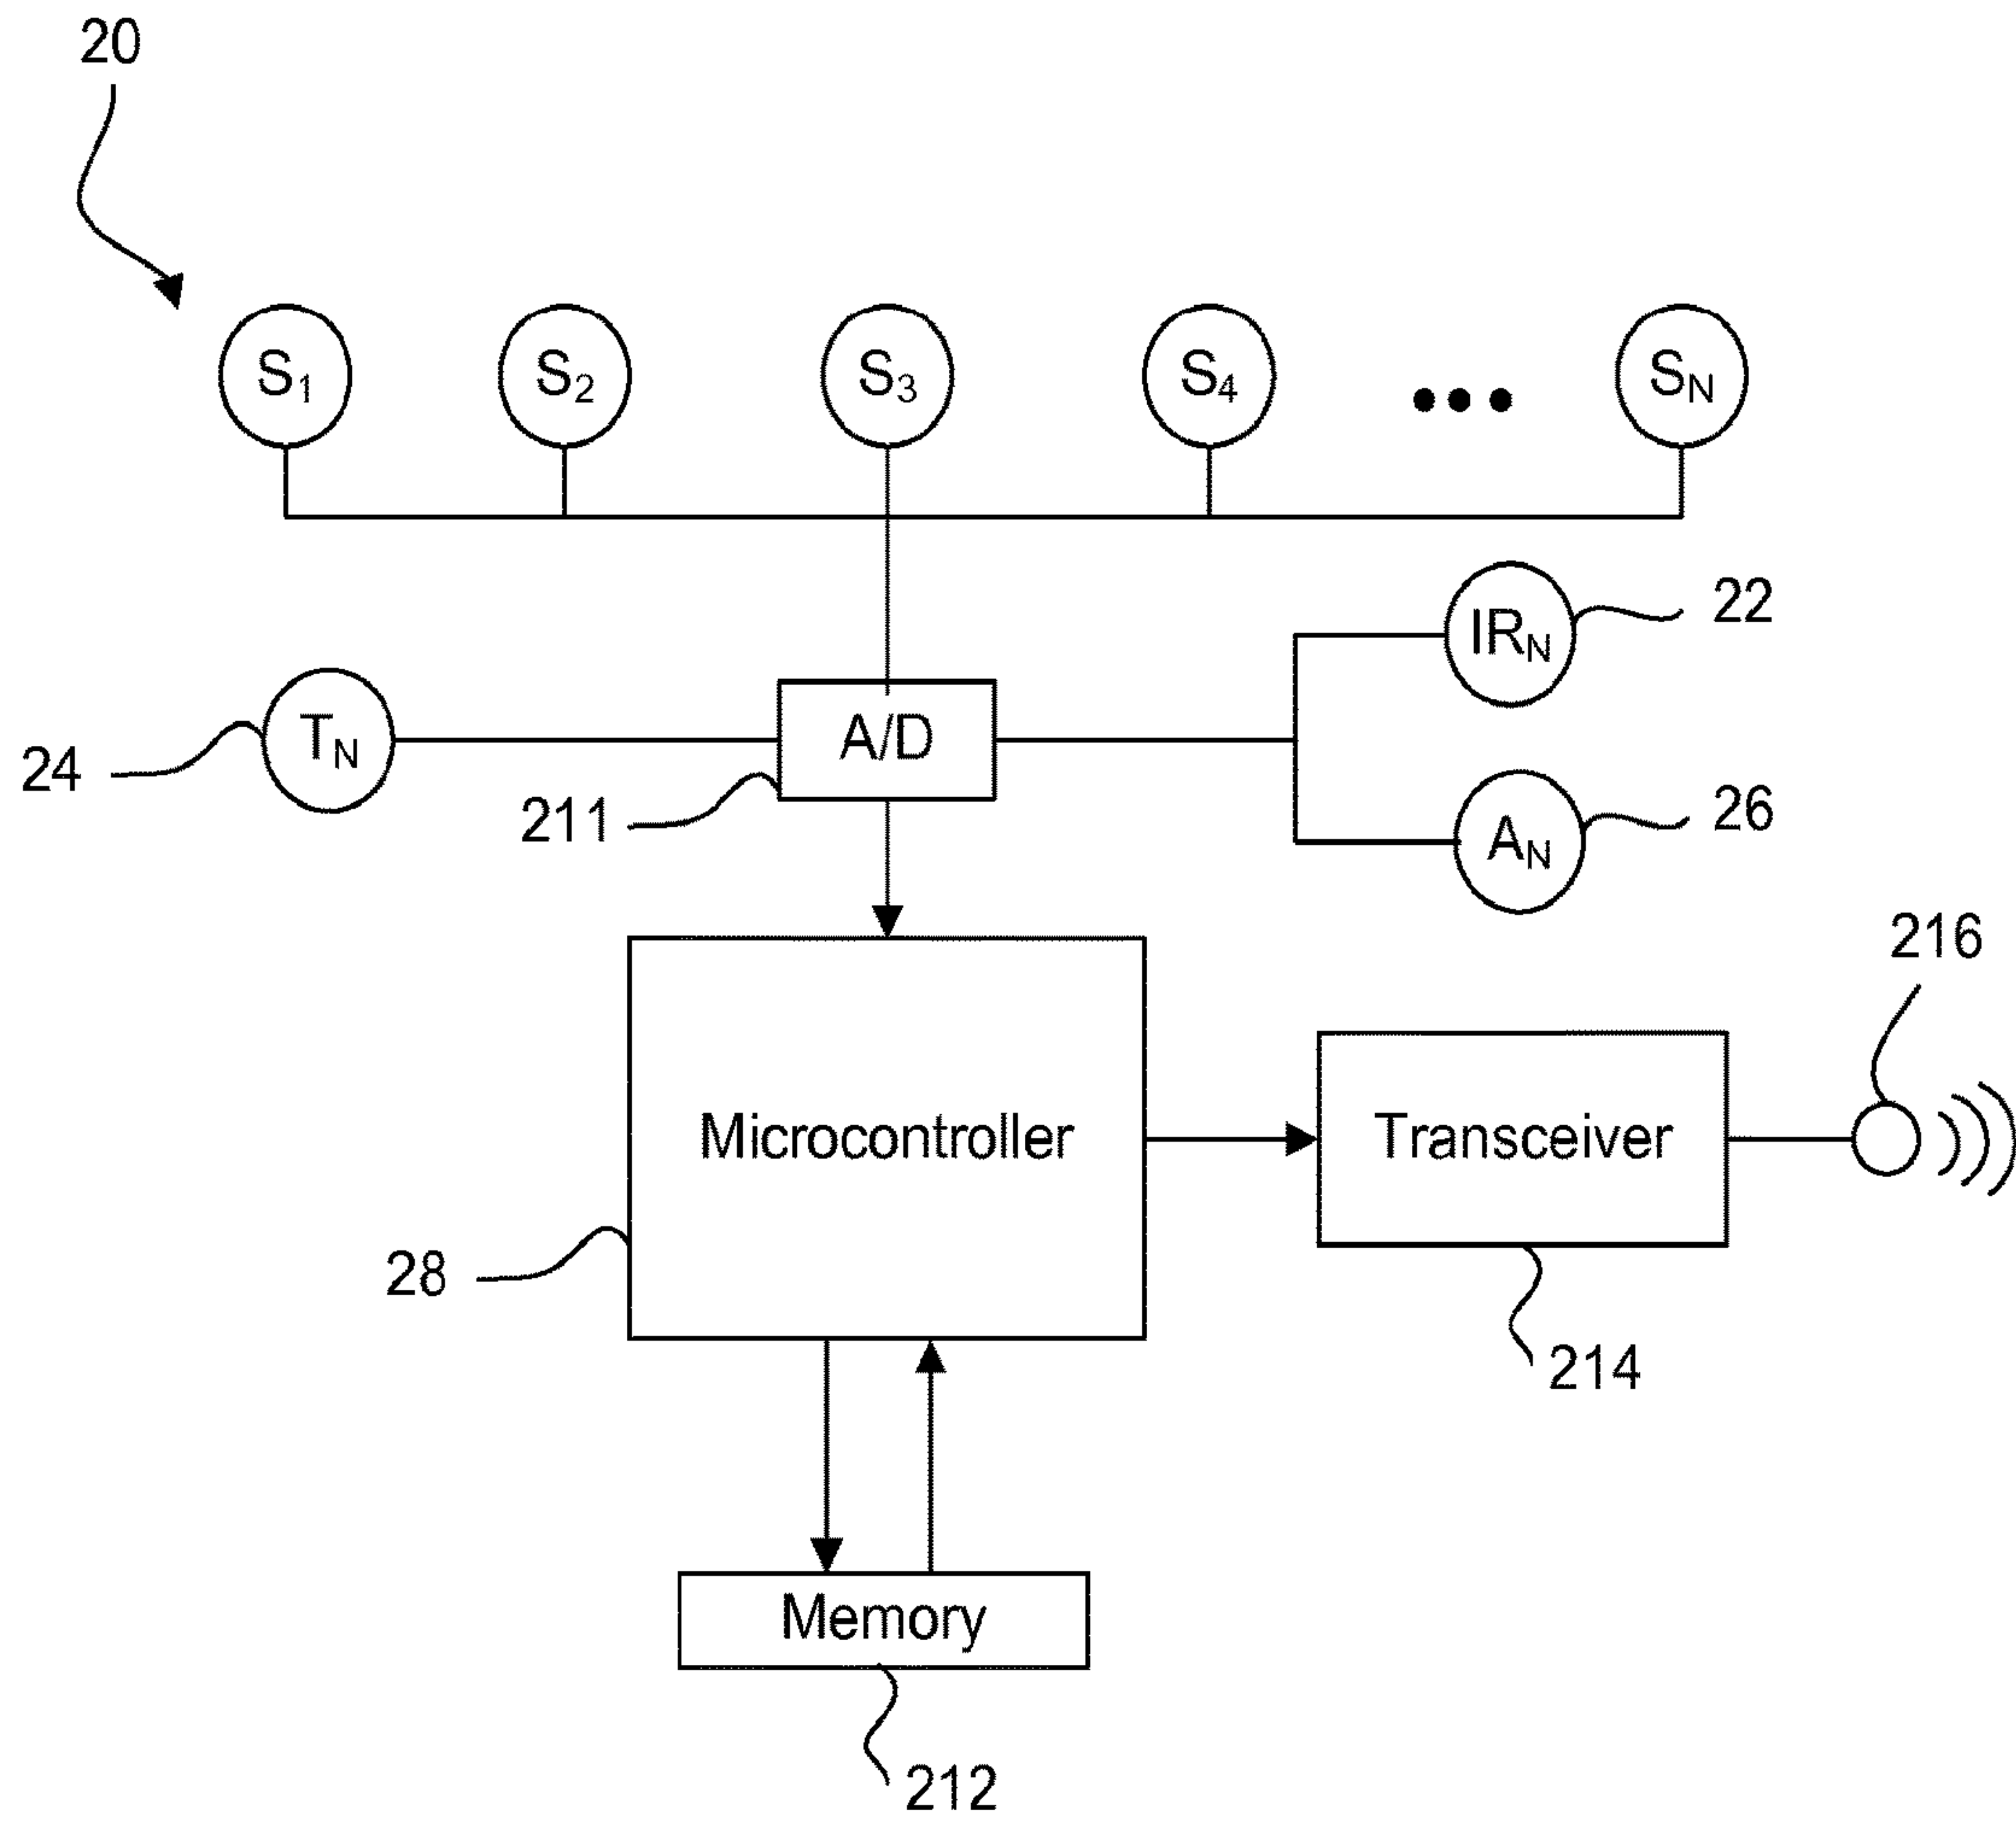 20
S1 S2 S3 S4 ••• SN
IRN 22
TN 24
A/D
211
AN 26
216
Microcontroller
Transceiver
28
214
Memory
212